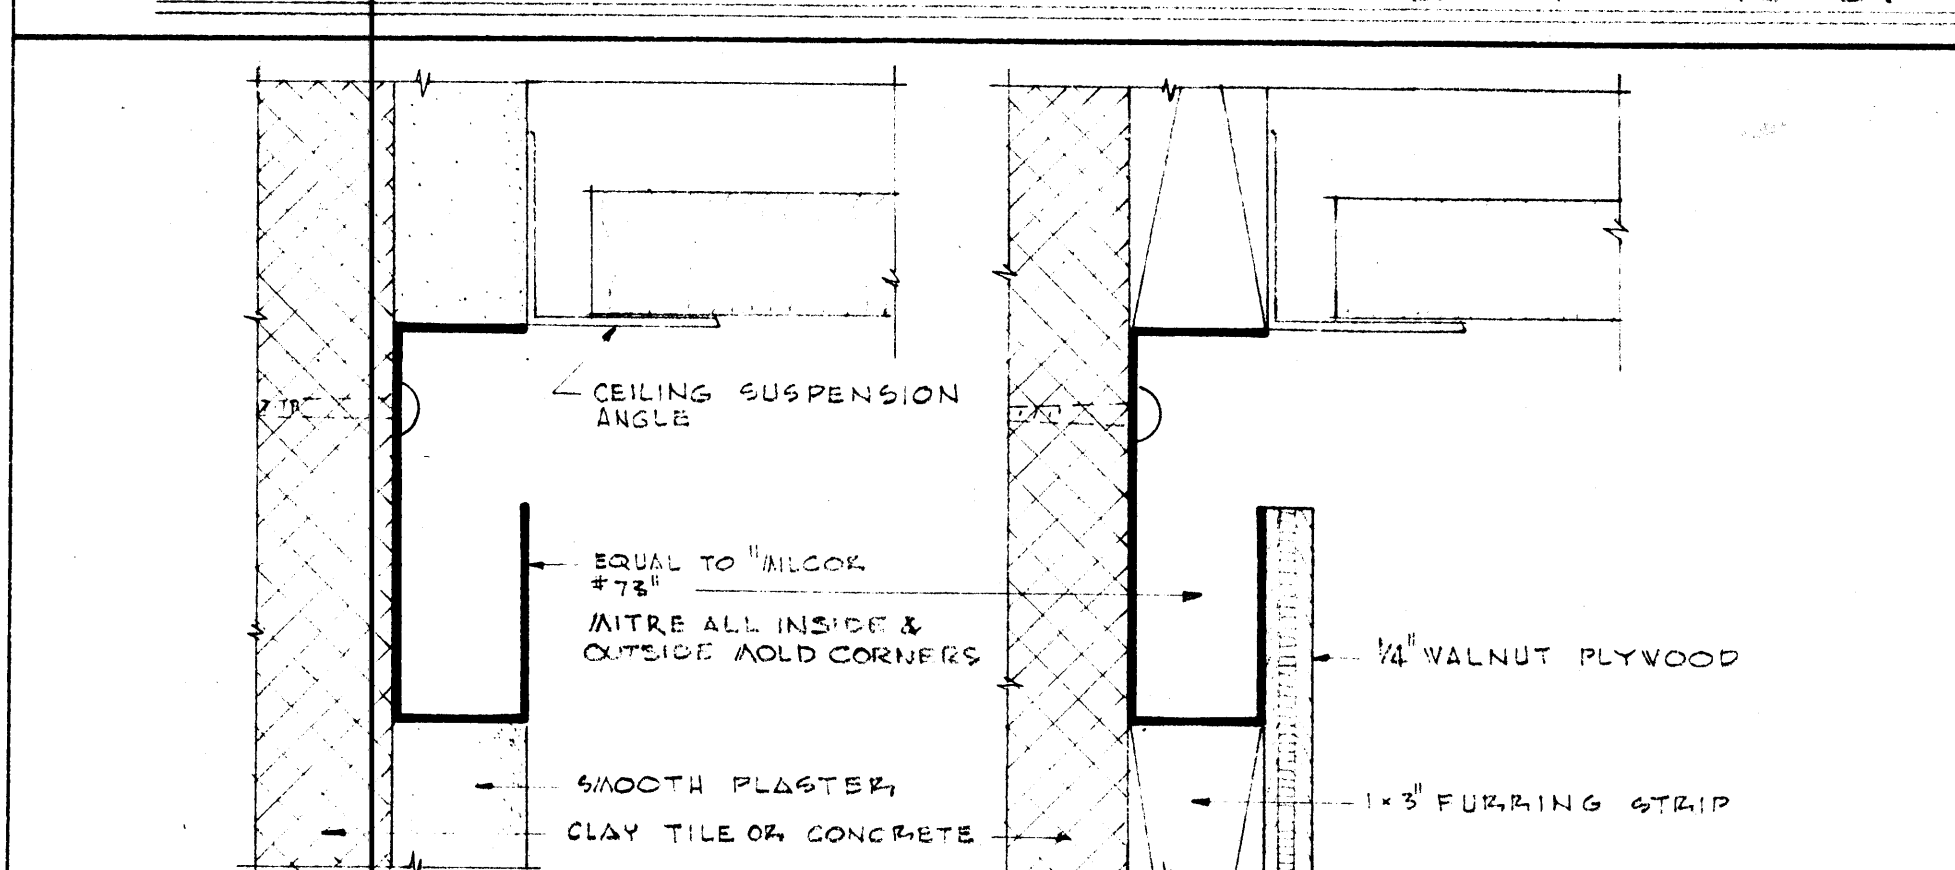 CEILING SUSPENSION
ANGLE
EQUAL TO "MILCOR
#73"
MITRE ALL INSIDE &
OUTSIDE MOLD CORNERS
1/4" WALNUT PLYWOOD
SMOOTH PLASTER
1 × 3" FURRING STRIP
CLAY TILE OR CONCRETE